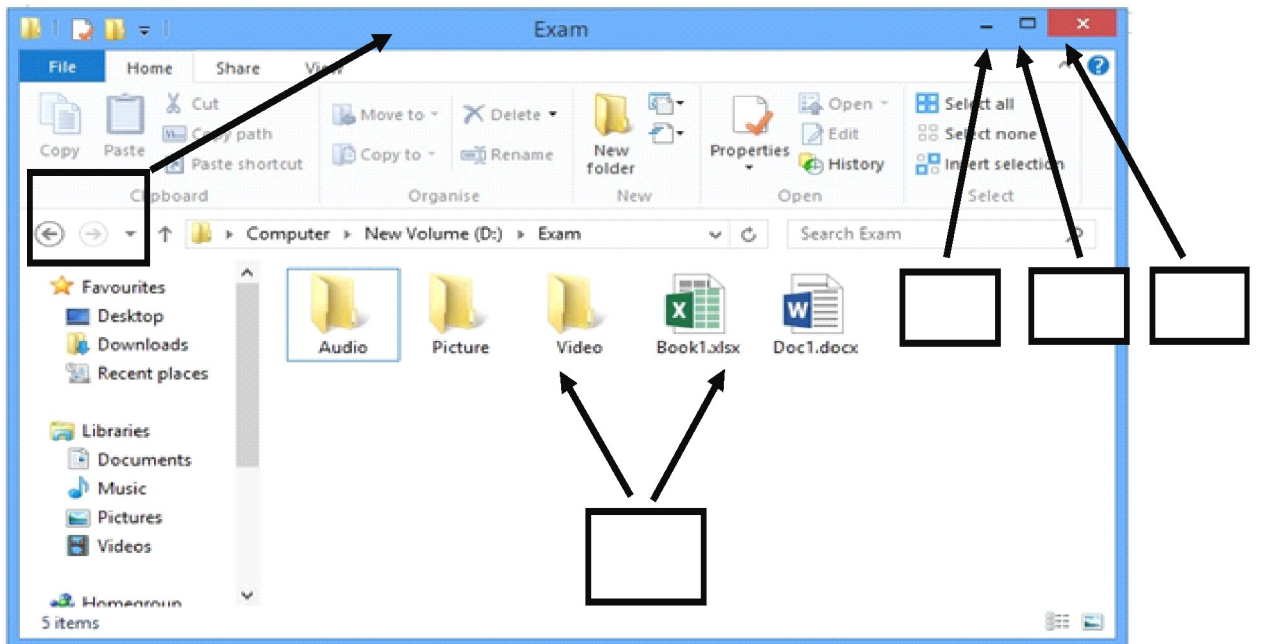 Exam
File Home Share View
Copy
Paste
Cut
Copy path
Paste shortcut
Clipboard
Move to
Copy to
Delete
Rename
Organise
New folder
New
Properties
Open
Edit
History
Open
Select all
Select none
Insert selection
Select
Computer New Volume (D:) Exam
Search Exam
Favourites
Desktop
Downloads
Recent places
Libraries
Documents
Music
Pictures
Videos
Homegroup
Audio
Picture
Video
Book1.xlsx
Doc1.docx
5 items